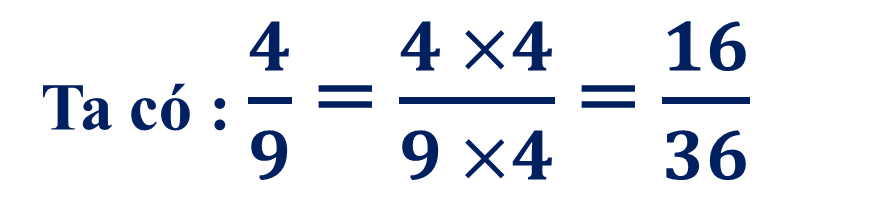 Ta có : 4/9 = 4 ×4/9 ×4 = 16/36